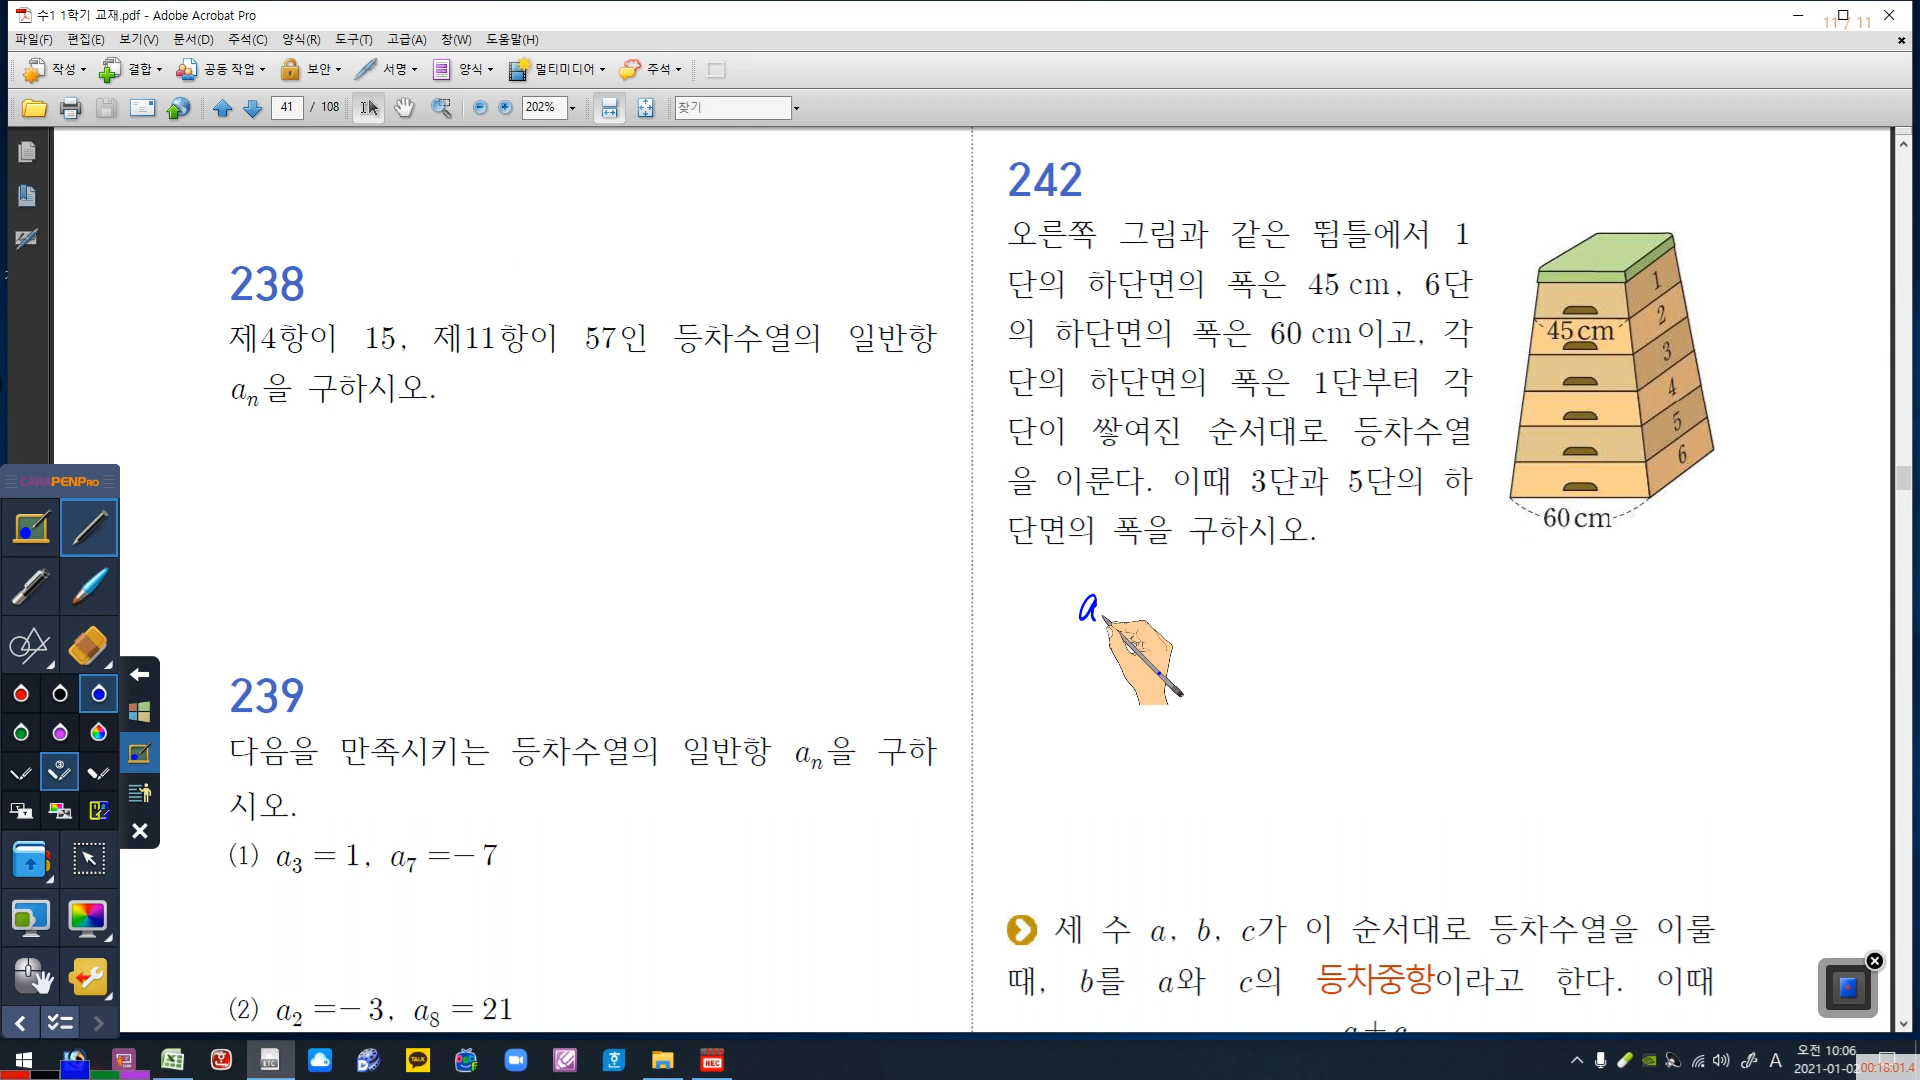 수1 1학기 교재.pdf - Adobe Acrobat Pro
11 / 11
파일(F) 편집(E) 보기(V) 문서(D) 주석(C) 양식(R) 도구(T) 고급(A) 창(W) 도움말(H)
작성 결합 공동 작업 보안 서명 양식 멀티미디어 주석
41 / 108 202% 찾기
238
제4항이 15, 제11항이 57인 등차수열의 일반항
aₙ을 구하시오.
239
다음을 만족시키는 등차수열의 일반항 aₙ을 구하
시오.
(1) a₃ = 1, a₇ = −7
(2) a₂ = −3, a₈ = 21
242
오른쪽 그림과 같은 뜀틀에서 1
단의 하단면의 폭은 45 cm, 6단
의 하단면의 폭은 60 cm이고, 각
단의 하단면의 폭은 1단부터 각
단이 쌓여진 순서대로 등차수열
을 이룬다. 이때 3단과 5단의 하
단면의 폭을 구하시오.
1
2
45 cm
3
4
5
6
60 cm
a
세 수 a, b, c가 이 순서대로 등차수열을 이룰
때, b를 a와 c의 등차중항이라고 한다. 이때
a + c
PENPRO
③
TALK
REC
A
오전 10:06
2021-01-02
00:18:01.4